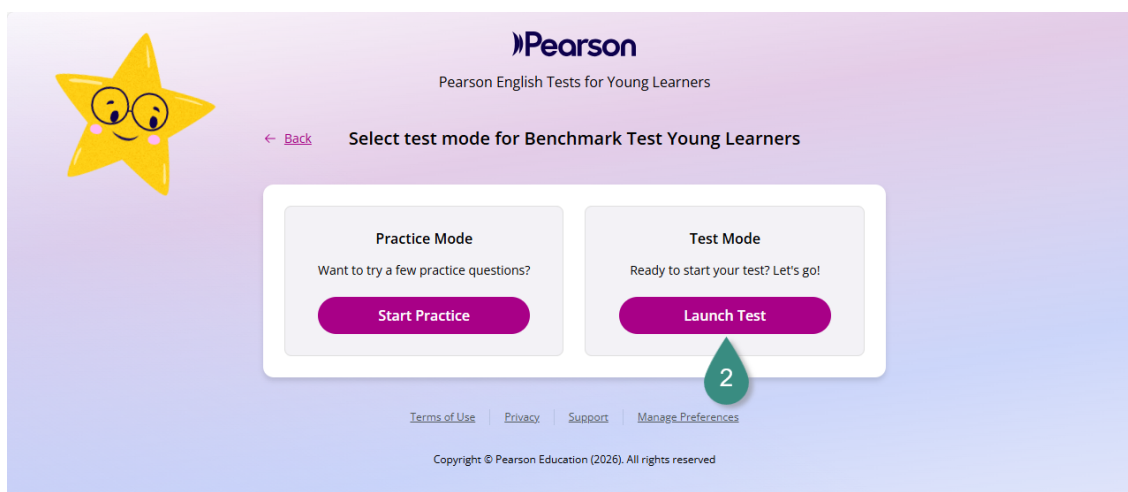 Pearson
Pearson English Tests for Young Learners
← Back Select test mode for Benchmark Test Young Learners
Practice Mode
Want to try a few practice questions?
Start Practice
Test Mode
Ready to start your test? Let's go!
Launch Test
2
Terms of Use | Privacy | Support | Manage Preferences
Copyright © Pearson Education (2026). All rights reserved